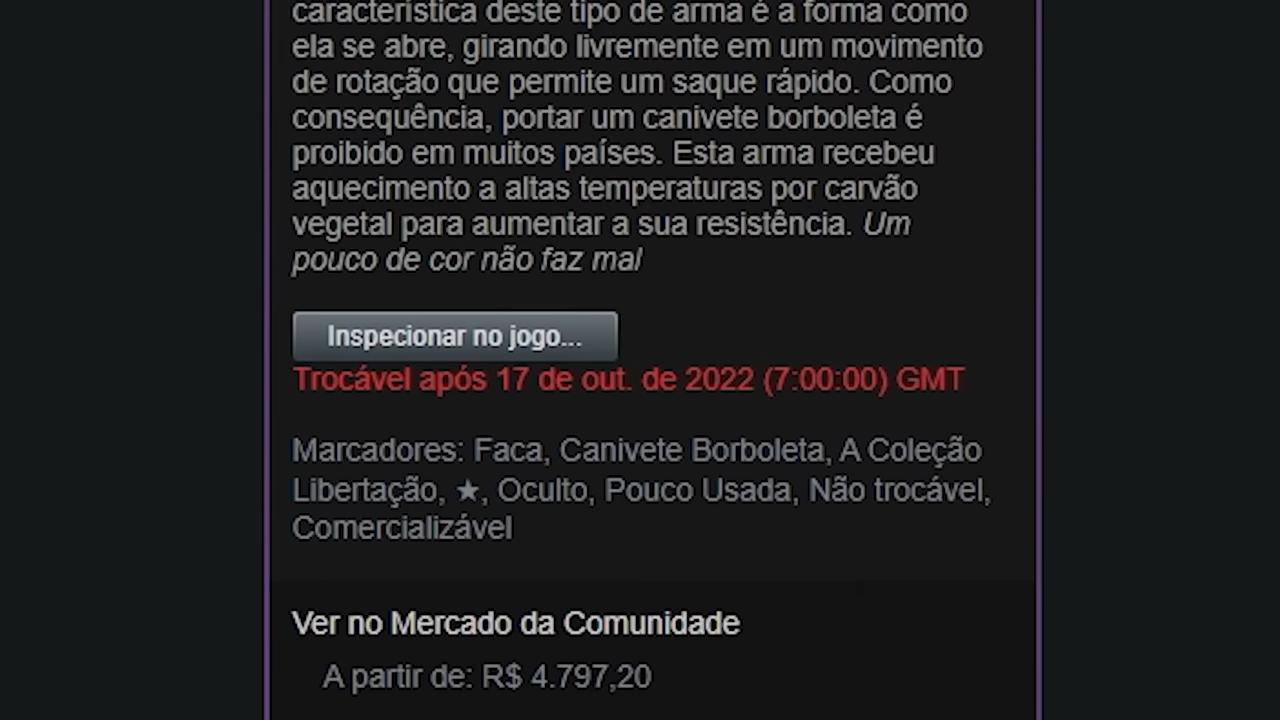 característica deste tipo de arma é a forma como
ela se abre, girando livremente em um movimento
de rotação que permite um saque rápido. Como
consequência, portar um canivete borboleta é
proibido em muitos países. Esta arma recebeu
aquecimento a altas temperaturas por carvão
vegetal para aumentar a sua resistência. Um
pouco de cor não faz mal
Inspecionar no jogo...
Trocável após 17 de out. de 2022 (7:00:00) GMT
Marcadores: Faca, Canivete Borboleta, A Coleção
Libertação, ★, Oculto, Pouco Usada, Não trocável,
Comercializável
Ver no Mercado da Comunidade
A partir de: R$ 4.797,20